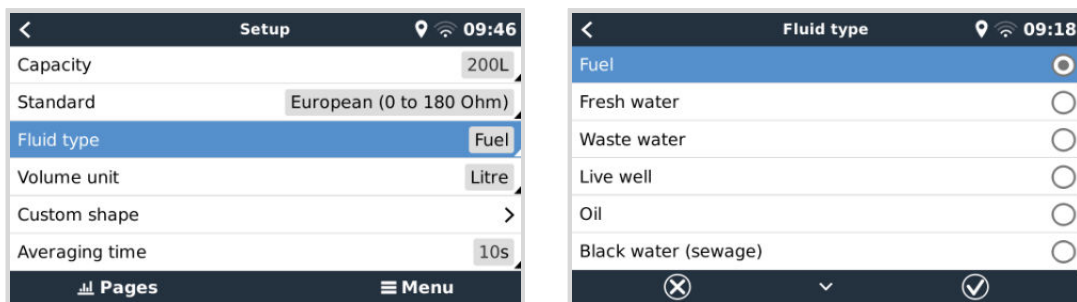 Setup 09:46
Capacity 200L
Standard European (0 to 180 Ohm)
Fluid type Fuel
Volume unit Litre
Custom shape
Averaging time 10s
Pages Menu
Fluid type 09:18
Fuel
Fresh water
Waste water
Live well
Oil
Black water (sewage)